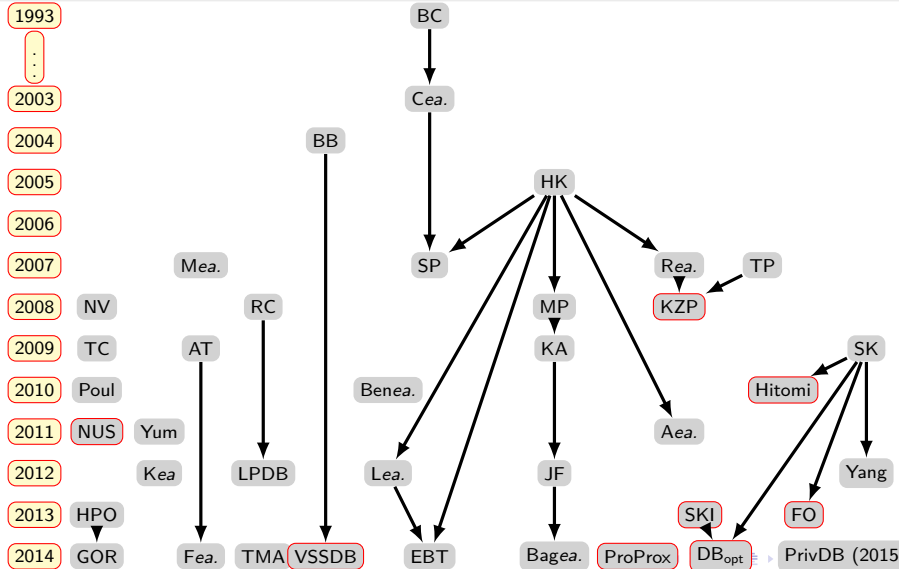 1993 BC
⋮
2003 Cea.
2004 BB
2005 HK
2006
2007 Mea. SP Rea. TP
2008 NV RC MP KZP
2009 TC AT KA SK
2010 Poul Benea. Hitomi
2011 NUS Yum Aea.
2012 Kea LPDB Lea. JF Yang
2013 HPO SKI FO
2014 GOR Fea. TMA VSSDB EBT Bagea. ProProx DBopt PrivDB (2015